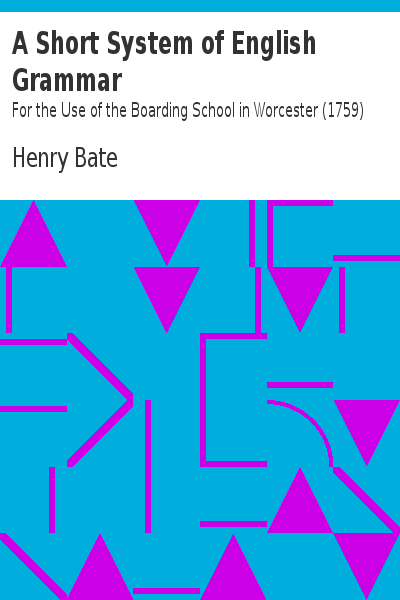 A Short System of English
Grammar
For the Use of the Boarding School in Worcester (1759)
Henry Bate